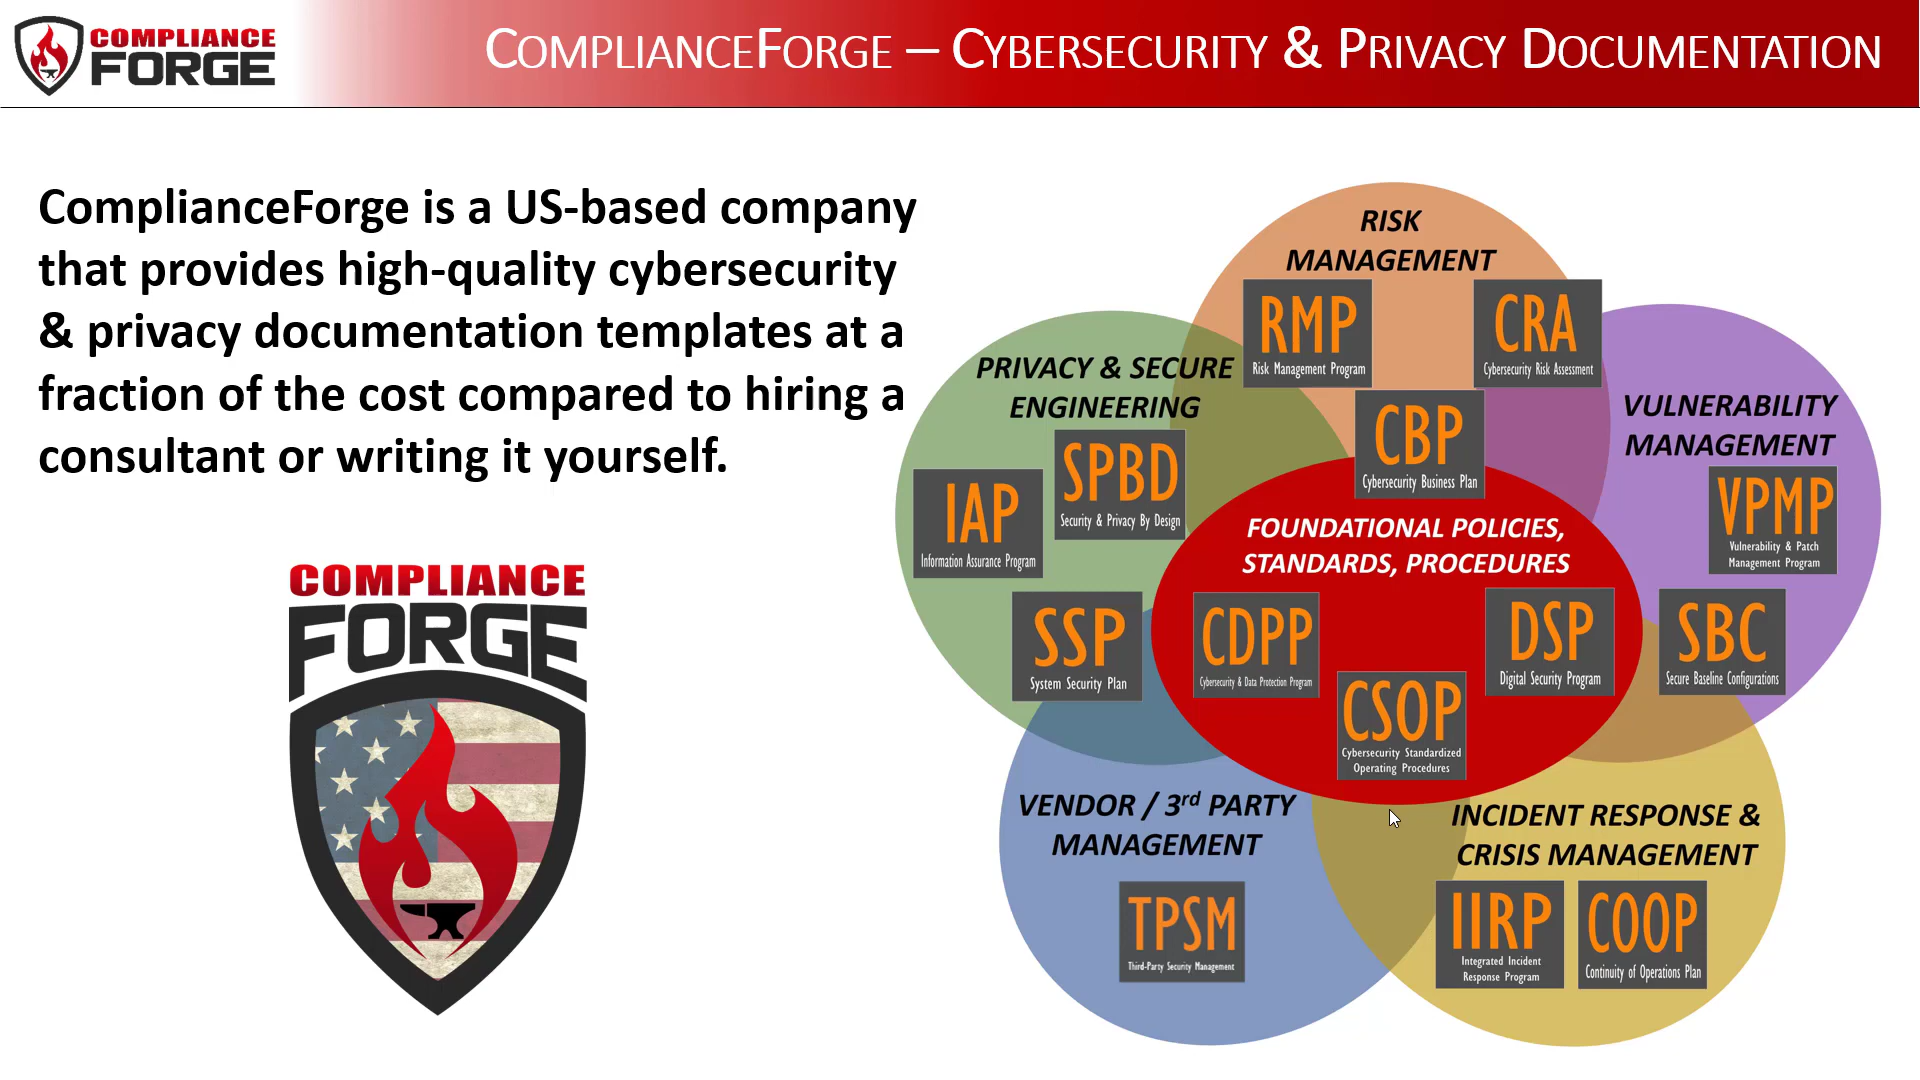 COMPLIANCE
FORGE
COMPLIANCEFORGE – CYBERSECURITY & PRIVACY DOCUMENTATION
ComplianceForge is a US-based company
that provides high-quality cybersecurity
& privacy documentation templates at a
fraction of the cost compared to hiring a
consultant or writing it yourself.
COMPLIANCE
FORGE
RISK
MANAGEMENT
RMP
Risk Management Program
CRA
Cybersecurity Risk Assessment
CBP
Cybersecurity Business Plan
PRIVACY & SECURE
ENGINEERING
SPBD
Security & Privacy By Design
IAP
Information Assurance Program
SSP
System Security Plan
VULNERABILITY
MANAGEMENT
VPMP
Vulnerability & Patch
Management Program
SBC
Secure Baseline Configurations
FOUNDATIONAL POLICIES,
STANDARDS, PROCEDURES
CDPP
Cybersecurity & Data Protection Program
DSP
Digital Security Program
CSOP
Cybersecurity Standardized
Operating Procedures
VENDOR / 3rd PARTY
MANAGEMENT
TPSM
Third-Party Security Management
INCIDENT RESPONSE &
CRISIS MANAGEMENT
IIRP
Integrated Incident
Response Program
COOP
Continuity of Operations Plan